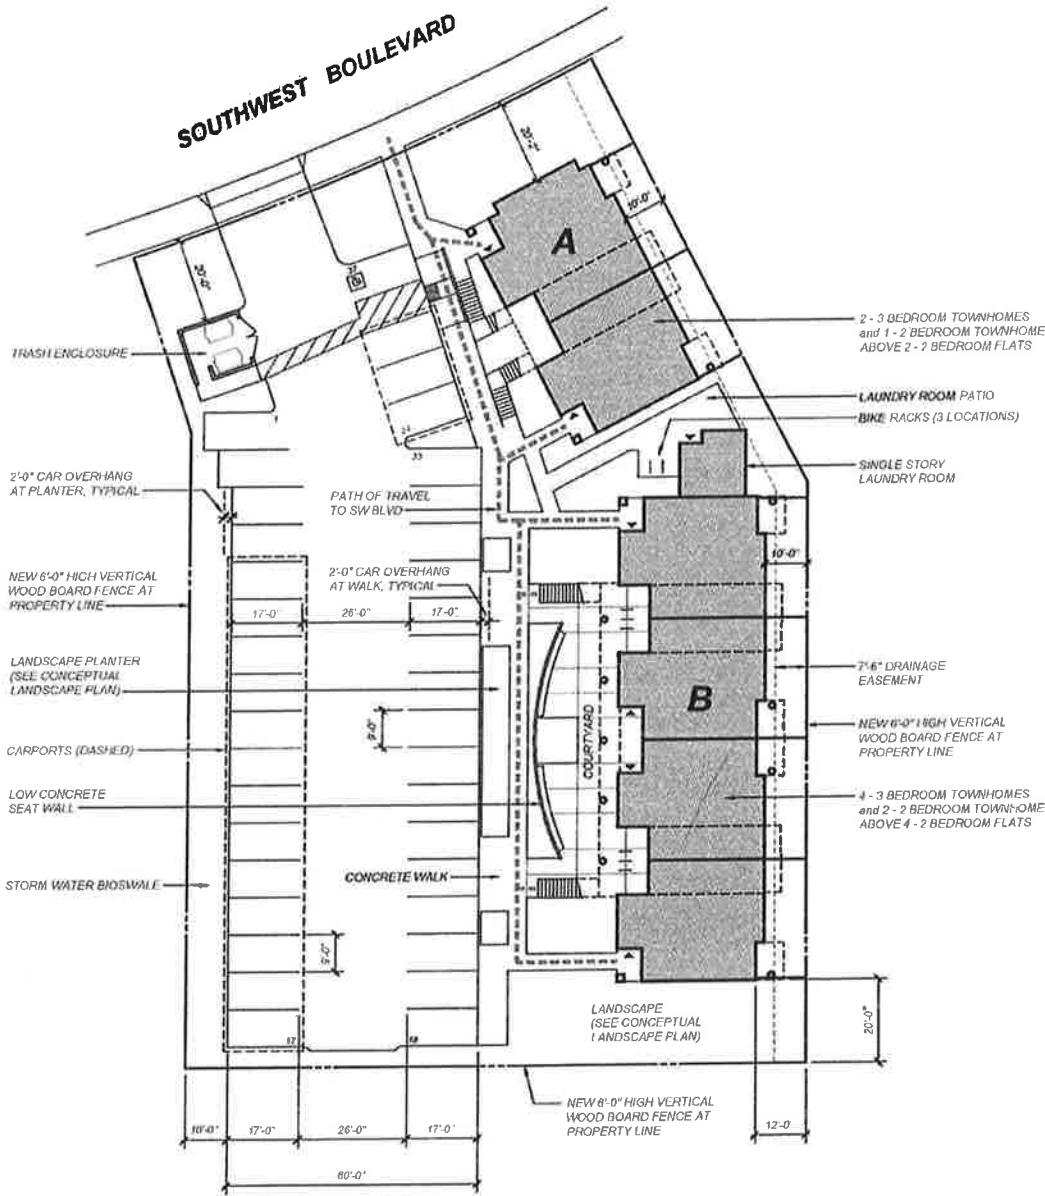 SOUTHWEST BOULEVARD
20'-2"
10'-0"
A
20'-0"
37
TRASH ENCLOSURE
2 - 3 BEDROOM TOWNHOMES
and 1 - 2 BEDROOM TOWNHOME
ABOVE 2 - 2 BEDROOM FLATS
LAUNDRY ROOM PATIO
BIKE RACKS (3 LOCATIONS)
1
33
2'-0" CAR OVERHANG
AT PLANTER, TYPICAL
SINGLE STORY
LAUNDRY ROOM
PATH OF TRAVEL
TO SW BLVD
10'-0"
NEW 6'-0" HIGH VERTICAL
WOOD BOARD FENCE AT
PROPERTY LINE
2'-0" CAR OVERHANG
AT WALK, TYPICAL
17'-0"
26'-0"
17'-0"
LANDSCAPE PLANTER
(SEE CONCEPTUAL
LANDSCAPE PLAN)
7'-6" DRAINAGE
EASEMENT
B
9'-0"
COURTYARD
NEW 6'-0" HIGH VERTICAL
WOOD BOARD FENCE AT
PROPERTY LINE
CARPORTS (DASHED)
LOW CONCRETE
SEAT WALL
4 - 3 BEDROOM TOWNHOMES
and 2 - 2 BEDROOM TOWNHOME
ABOVE 4 - 2 BEDROOM FLATS
STORM WATER BIOSWALE
CONCRETE WALK
LANDSCAPE
(SEE CONCEPTUAL
LANDSCAPE PLAN)
20'-0"
17
18
NEW 6'-0" HIGH VERTICAL
WOOD BOARD FENCE AT
PROPERTY LINE
10'-0"
17'-0"
26'-0"
17'-0"
12'-0
60'-0"